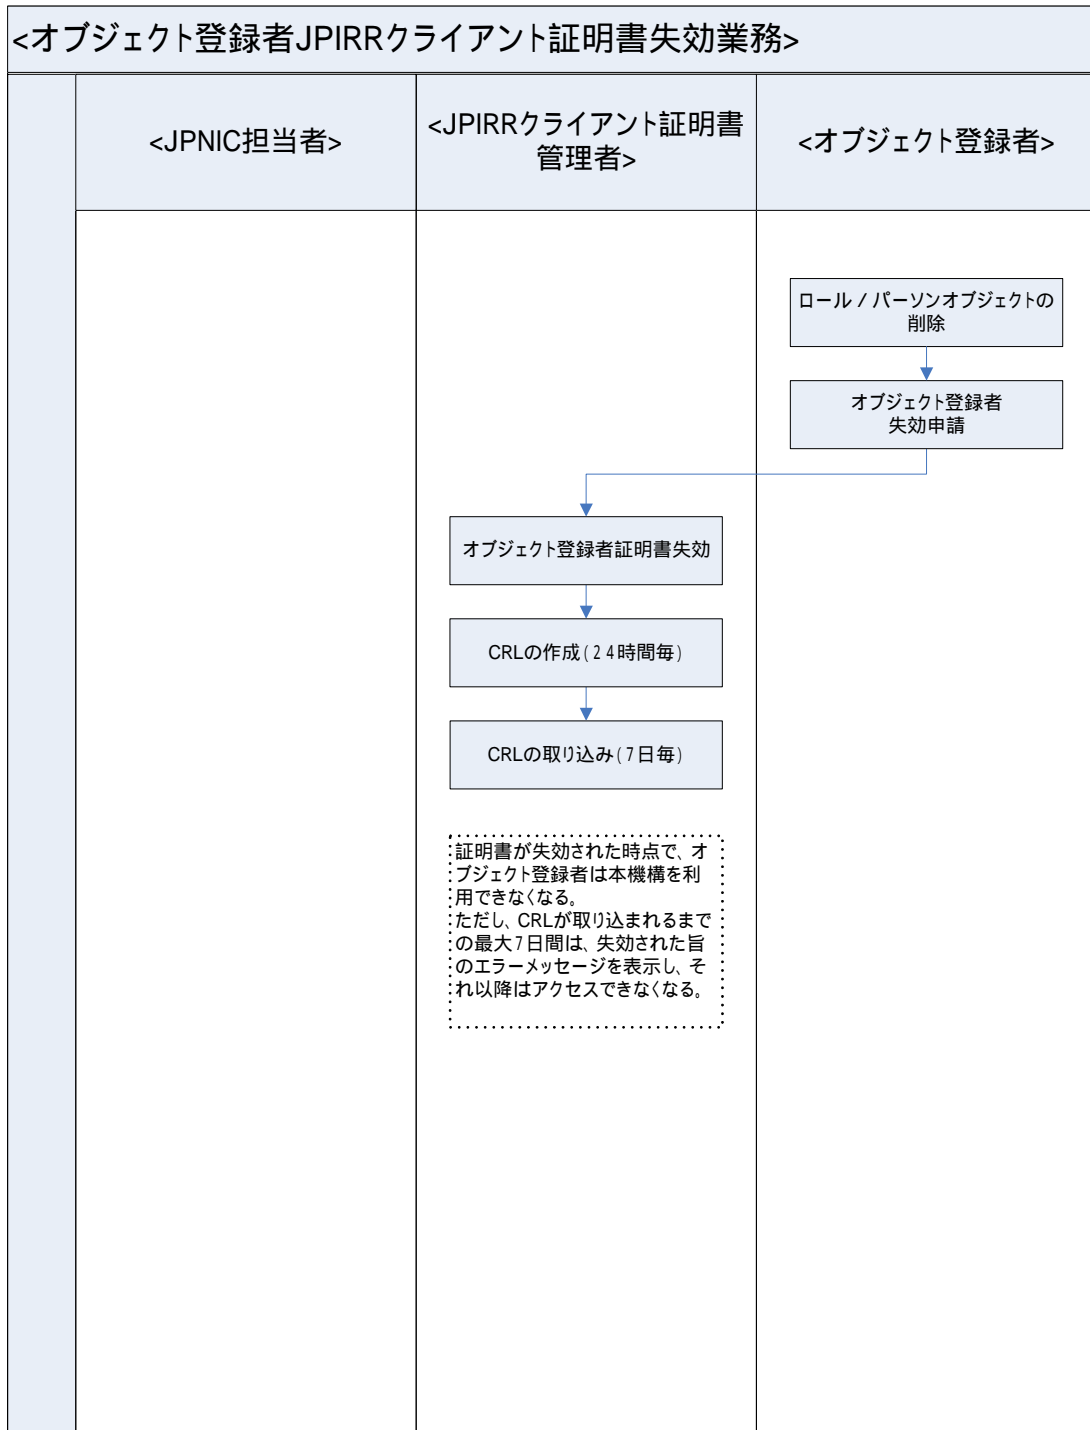 <オブジェクト登録者JPIRRクライアント証明書失効業務>
<JPNIC担当者>
<JPIRRクライアント証明書
管理者>
<オブジェクト登録者>
ロール／パーソンオブジェクトの
削除
オブジェクト登録者
失効申請
オブジェクト登録者証明書失効
CRLの作成(２４時間毎)
CRLの取り込み(７日毎)
証明書が失効された時点で、オ
ブジェクト登録者は本機構を利
用できなくなる。
ただし、CRLが取り込まれるまで
の最大７日間は、失効された旨
のエラーメッセージを表示し、そ
れ以降はアクセスできなくなる。